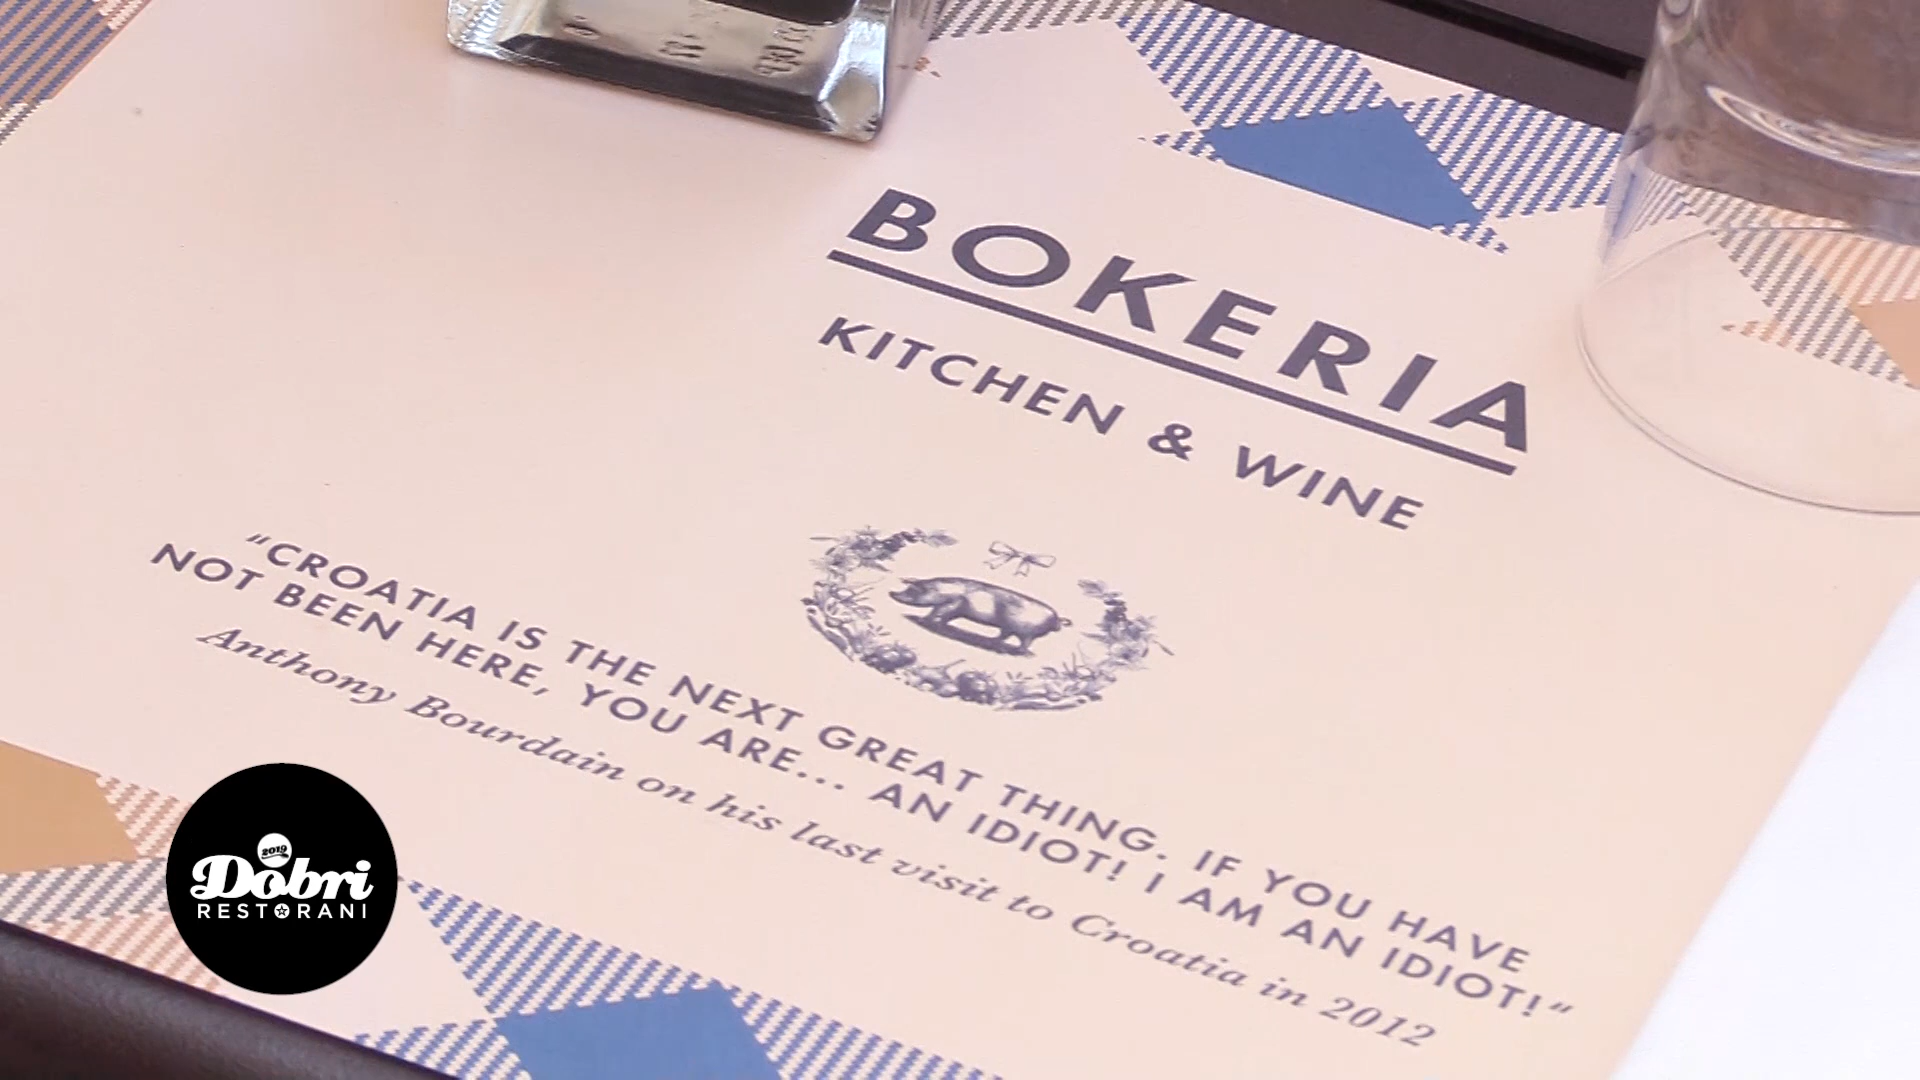 BOKERIA
KITCHEN & WINE
“CROATIA IS THE NEXT GREAT THING. IF YOU HAVE
NOT BEEN HERE, YOU ARE... AN IDIOT! I AM AN IDIOT!“
Anthony Bourdain on his last visit to Croatia in 2012
2019
Dobri
RESTORANI